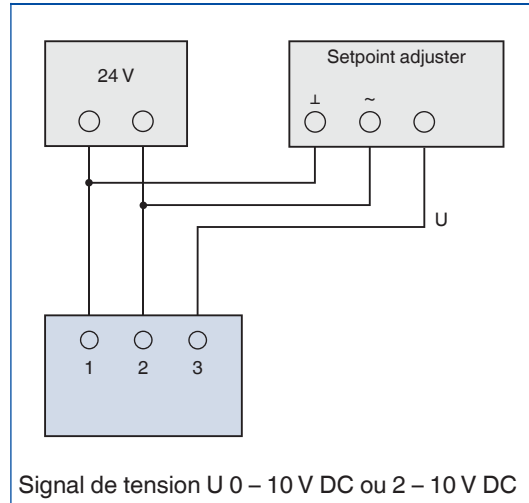 24 V
Setpoint adjuster
⊥ ~
U
1 2 3
Signal de tension U 0 – 10 V DC ou 2 – 10 V DC